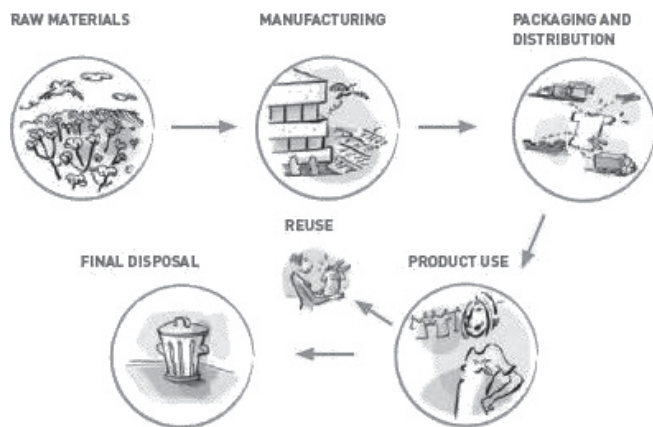 RAW MATERIALS
MANUFACTURING
PACKAGING AND
DISTRIBUTION
REUSE
FINAL DISPOSAL
PRODUCT USE